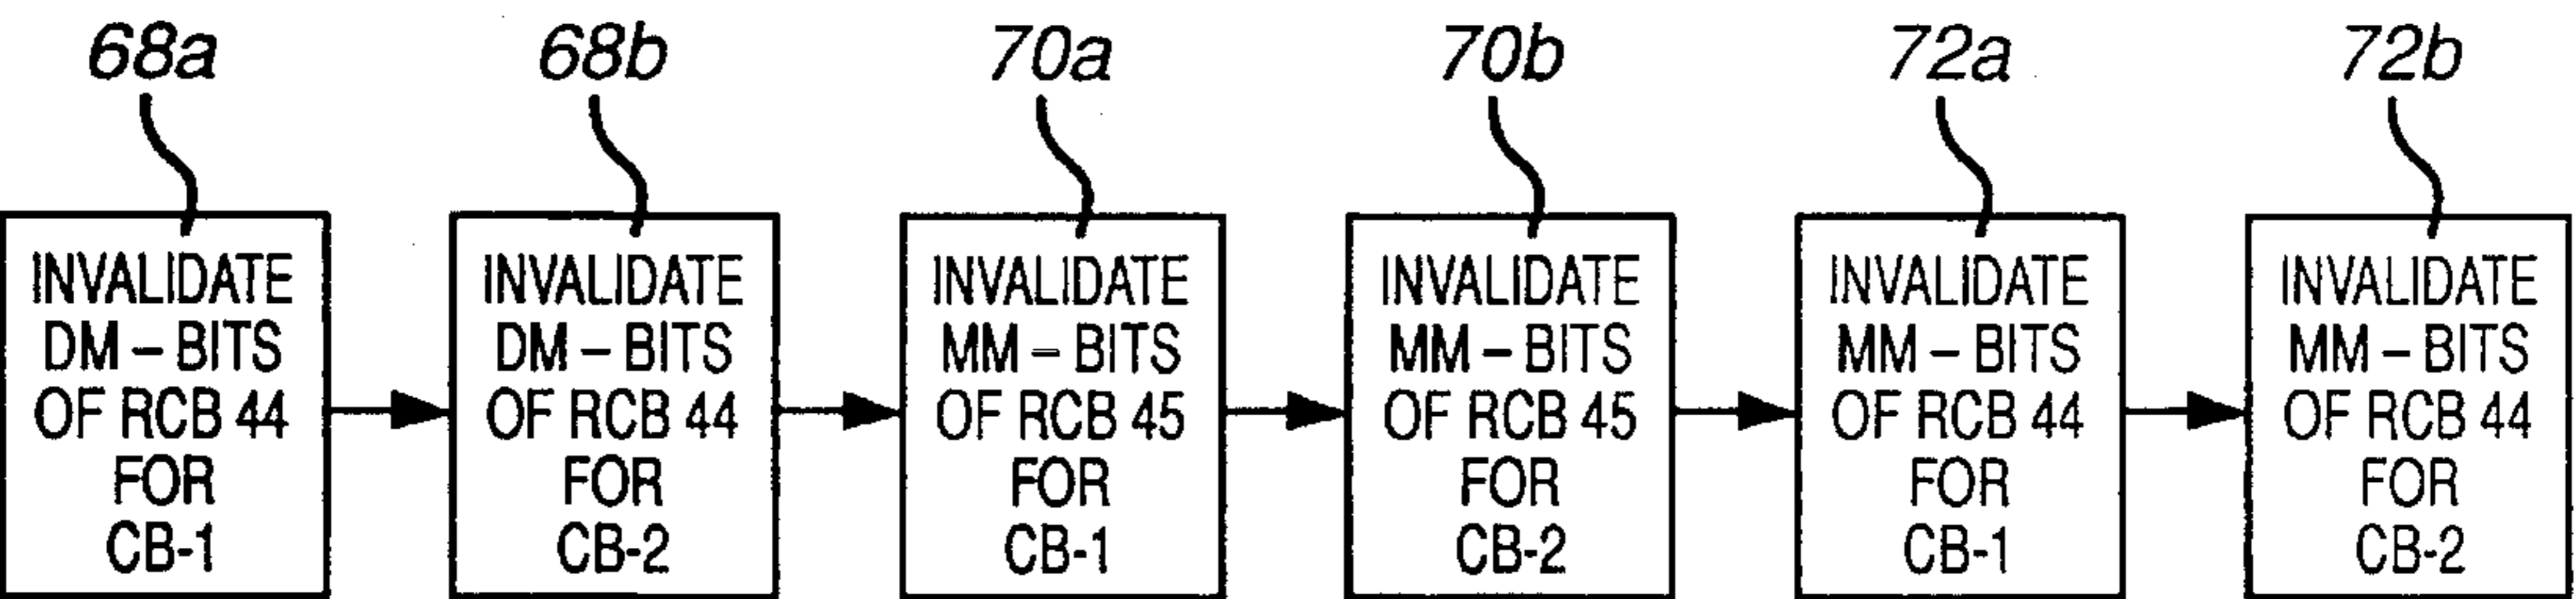 68a
68b
70a
70b
72a
72b
INVALIDATE
DM – BITS
OF RCB 44
FOR
CB-1
INVALIDATE
DM – BITS
OF RCB 44
FOR
CB-2
INVALIDATE
MM – BITS
OF RCB 45
FOR
CB-1
INVALIDATE
MM – BITS
OF RCB 45
FOR
CB-2
INVALIDATE
MM – BITS
OF RCB 44
FOR
CB-1
INVALIDATE
MM – BITS
OF RCB 44
FOR
CB-2